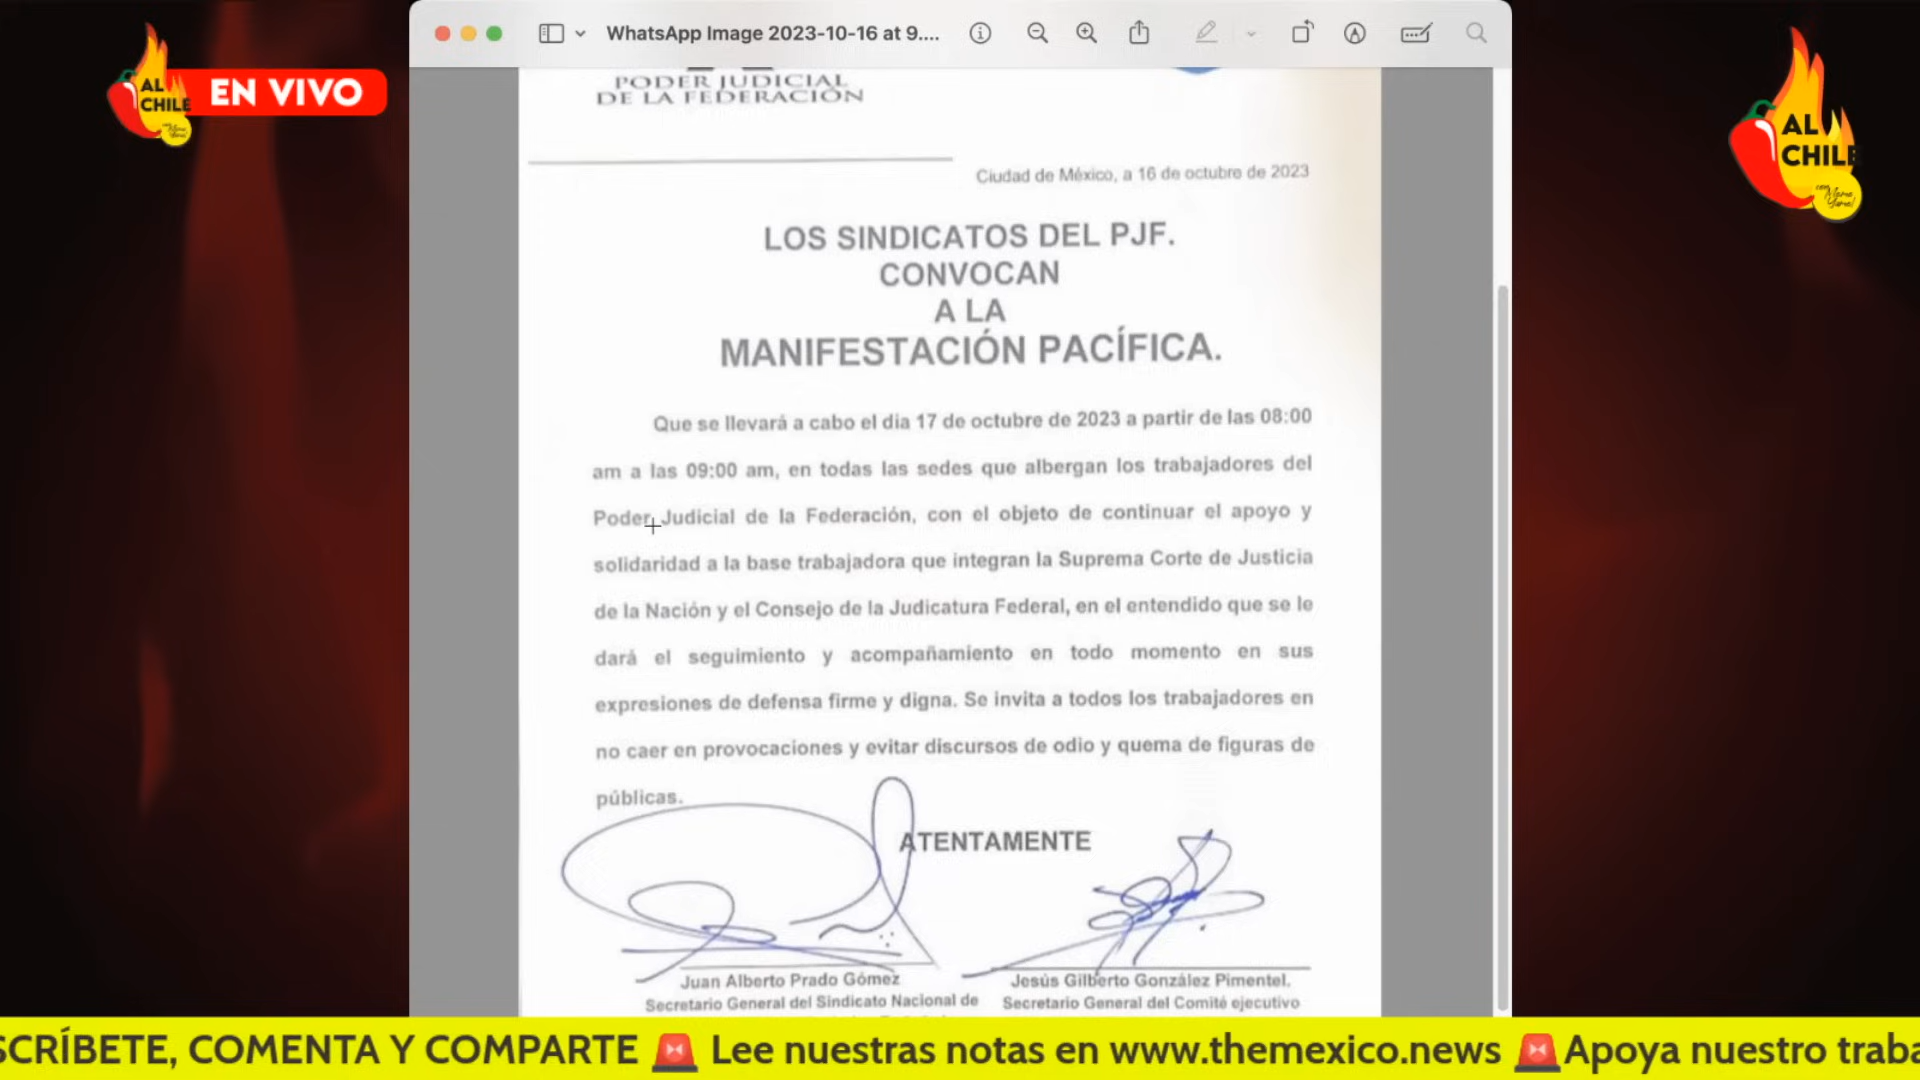 WhatsApp Image 2023-10-16 at 9....
AL
CHILE
EN VIVO
AL
CHILE
PODER JUDICIAL
DE LA FEDERACIÓN
Ciudad de México, a 16 de octubre de 2023
LOS SINDICATOS DEL PJF.
CONVOCAN
A LA
MANIFESTACIÓN PACÍFICA.
Que se llevará a cabo el dia 17 de octubre de 2023 a partir de las 08:00
am a las 09:00 am, en todas las sedes que albergan los trabajadores del
Poder Judicial de la Federación, con el objeto de continuar el apoyo y
solidaridad a la base trabajadora que integran la Suprema Corte de Justicia
de la Nación y el Consejo de la Judicatura Federal, en el entendido que se le
dará el seguimiento y acompañamiento en todo momento en sus
expresiones de defensa firme y digna. Se invita a todos los trabajadores en
no caer en provocaciones y evitar discursos de odio y quema de figuras de
públicas.
ATENTAMENTE
Juan Alberto Prado Gómez
Secretario General del Sindicato Nacional de
Jesús Gilberto González Pimentel.
Secretario General del Comité ejecutivo
SCRÍBETE, COMENTA Y COMPARTE 🚨 Lee nuestras notas en www.themexico.news 🚨Apoya nuestro traba